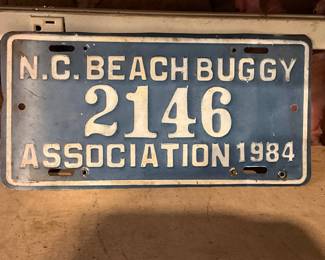 N.C. BEACH BUGGY
2146
ASSOCIATION 1984